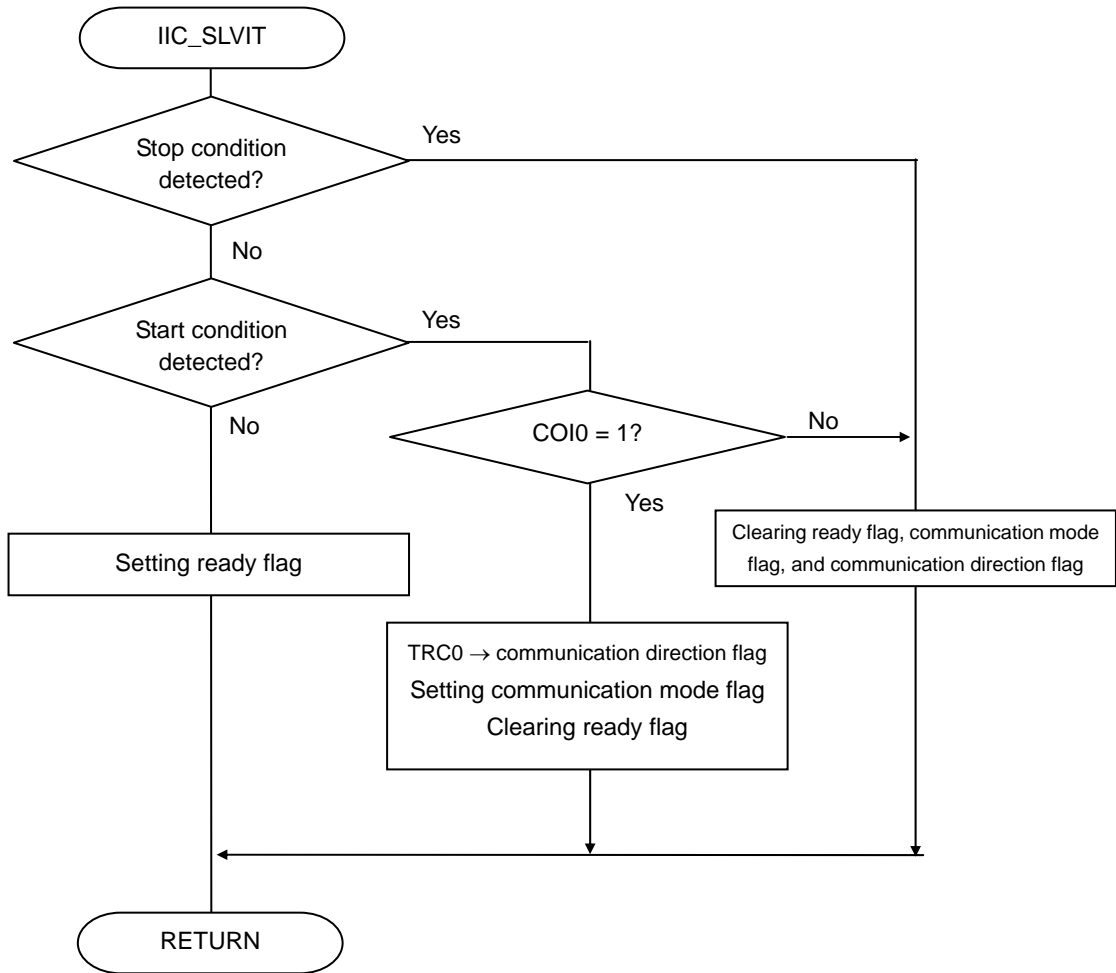 IIC_SLVIT
Stop condition
detected?
Yes
No
Start condition
detected?
Yes
No
COI0 = 1?
No
Yes
Setting ready flag
Clearing ready flag, communication mode
flag, and communication direction flag
TRC0 → communication direction flag
Setting communication mode flag
Clearing ready flag
RETURN